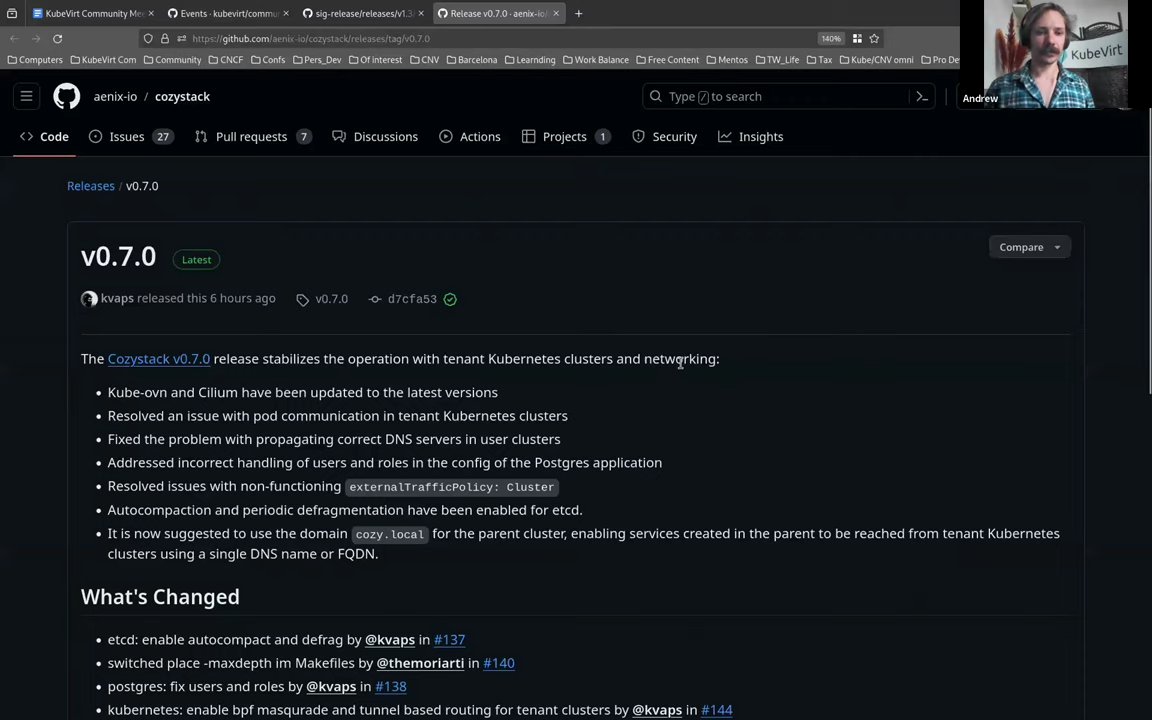 KubeVirt Community Mee
Events · kubevirt/commu
sig-release/releases/v1.3
Release v0.7.0 · aenix-io/
https://github.com/aenix-io/cozystack/releases/tag/v0.7.0
140%
Computers
KubeVirt Com
Community
CNCF
Confs
Pers_Dev
Of interest
CNV
Barcelona
Learnding
Work Balance
Free Content
Mentos
TW_Life
Tax
Kube/CNV omni
Pro De
KubeVirt
Andrew
aenix-io / cozystack
Type / to search
Code
Issues 27
Pull requests 7
Discussions
Actions
Projects 1
Security
Insights
Releases / v0.7.0
v0.7.0 Latest
Compare
kvaps released this 6 hours ago v0.7.0 d7cfa53
The Cozystack v0.7.0 release stabilizes the operation with tenant Kubernetes clusters and networking:
• Kube-ovn and Cilium have been updated to the latest versions
• Resolved an issue with pod communication in tenant Kubernetes clusters
• Fixed the problem with propagating correct DNS servers in user clusters
• Addressed incorrect handling of users and roles in the config of the Postgres application
• Resolved issues with non-functioning externalTrafficPolicy: Cluster
• Autocompaction and periodic defragmentation have been enabled for etcd.
• It is now suggested to use the domain cozy.local for the parent cluster, enabling services created in the parent to be reached from tenant Kubernetes
clusters using a single DNS name or FQDN.
What's Changed
• etcd: enable autocompact and defrag by @kvaps in #137
• switched place -maxdepth im Makefiles by @themoriarti in #140
• postgres: fix users and roles by @kvaps in #138
• kubernetes: enable bpf masqurade and tunnel based routing for tenant clusters by @kvaps in #144